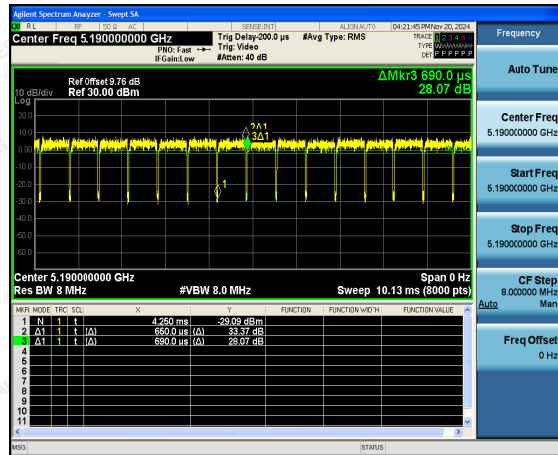 Agilent Spectrum Anayzer - Swept SA
RL RF 50 Ω AC SENSE:INT ALIGN AUTO 04:21:45 PM Nov 20, 2024
Center Freq 5.190000000 GHz
PNO: Fast
IFGain:Low
Trig Delay-200.0 µs
Trig: Video
#Atten: 40 dB
#Avg Type: RMS
TRACE 1 2 3 4 5 6
TYPE
DET P P P P P P
Ref Offset 9.76 dB
10 dB/div Ref 30.00 dBm
Log
ΔMkr3 690.0 µs
28.07 dB
20.0
10.0
0.00
-10.0
-20.0
-30.0
-40.0
-50.0
-60.0
2Δ1
3Δ1
1
Center 5.190000000 GHz Span 0 Hz
Res BW 8 MHz #VBW 8.0 MHz Sweep 10.13 ms (8000 pts)
MKR MODE TRC SCL X Y FUNCTION FUNCTION WIDTH FUNCTION VALUE
1 N 1 t 4.250 ms -29.09 dBm
2 Δ1 1 t (Δ) 650.0 µs (Δ) 33.37 dB
3 Δ1 1 t (Δ) 690.0 µs (Δ) 28.07 dB
4
5
6
7
8
9
10
11
MSG STATUS
Frequency
Auto Tune
Center Freq
5.190000000 GHz
Start Freq
5.190000000 GHz
Stop Freq
5.190000000 GHz
CF Step
8.000000 MHz
Auto Man
Freq Offset
0 Hz